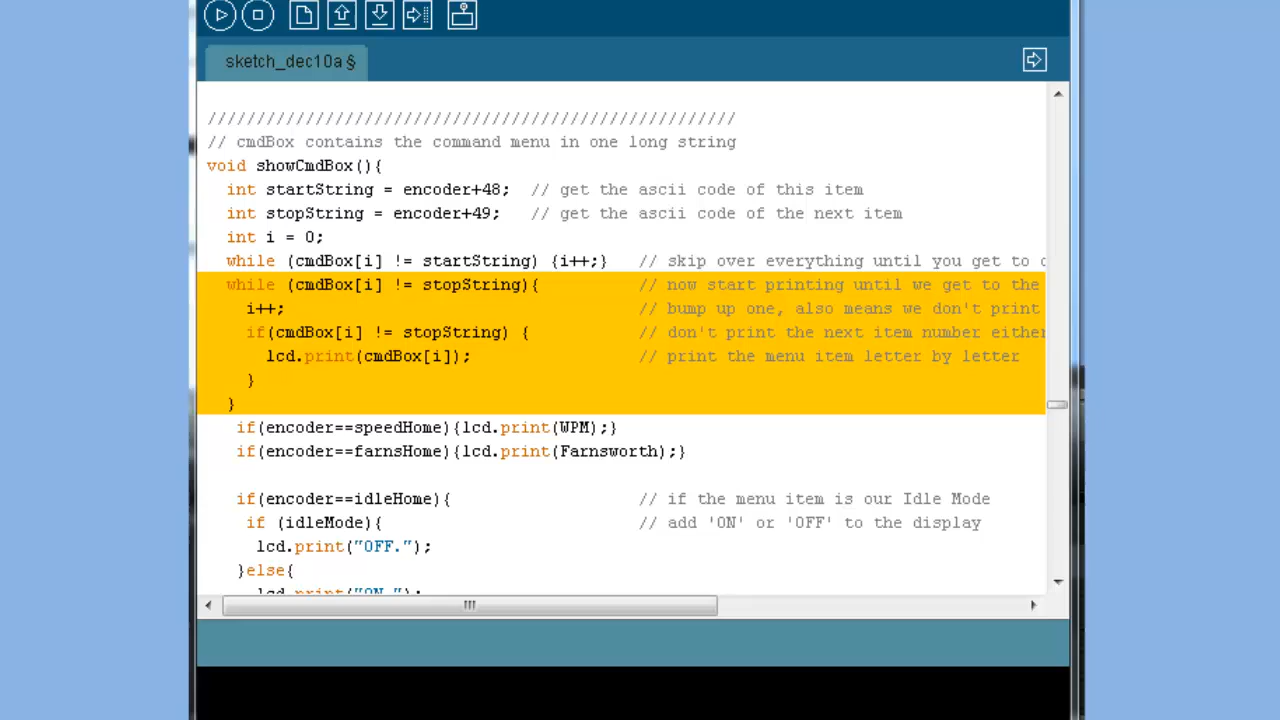 sketch_dec10a §
//////////////////////////////////////////////////////
// cmdBox contains the command menu in one long string
void showCmdBox(){
int startString = encoder+48;  // get the ascii code of this item
int stopString = encoder+49;   // get the ascii code of the next item
int i = 0;
while (cmdBox[i] != startString) {i++;}   // skip over everything until you get to
while (cmdBox[i] != stopString){          // now start printing until we get to the
i++;                                    // bump up one, also means we don't print
if(cmdBox[i] != stopString) {           // don't print the next item number either
lcd.print(cmdBox[i]);                 // print the menu item letter by letter
}
}
if(encoder==speedHome){lcd.print(WPM);}
if(encoder==farnsHome){lcd.print(Farnsworth);}
if(encoder==idleHome){                   // if the menu item is our Idle Mode
if (idleMode){                          // add 'ON' or 'OFF' to the display
lcd.print("OFF.");
}else{
lcd.print("ON.");